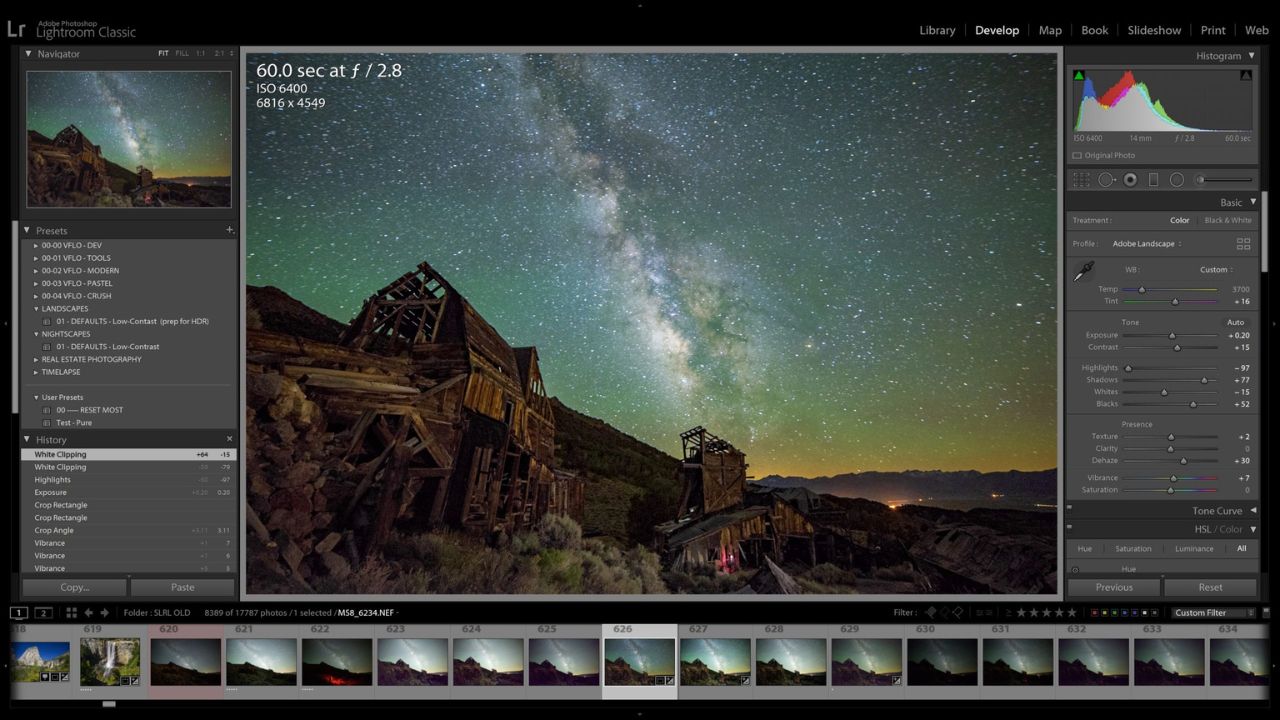 Lr Adobe Photoshop
Lightroom Classic
Library | Develop | Map | Book | Slideshow | Print | Web
Navigator FIT FILL 1:1 2:1
60.0 sec at ƒ / 2.8
ISO 6400
6816 x 4549
Histogram
ISO 6400 14 mm ƒ / 2.8 60.0 sec
Original Photo
Presets +
00-00 VFLO - DEV
00-01 VFLO - TOOLS
00-02 VFLO - MODERN
00-03 VFLO - PASTEL
00-04 VFLO - CRUSH
LANDSCAPES
01 - DEFAULTS - Low-Contast (prep for HDR)
NIGHTSCAPES
01 - DEFAULTS - Low-Contrast
REAL ESTATE PHOTOGRAPHY
TIMELAPSE
User Presets
00 ---- RESET MOST
Test - Pure
History ×
White Clipping +64 -15
White Clipping -79
Highlights -97
Exposure +0.20 0.20
Crop Rectangle
Crop Rectangle
Crop Angle +3.11 3.11
Vibrance +1 7
Vibrance +1 6
Vibrance +5 5
Copy... Paste
Basic
Treatment : Color Black & White
Profile : Adobe Landscape
WB : Custom
Temp 3700
Tint + 16
Tone Auto
Exposure + 0.20
Contrast + 15
Highlights - 97
Shadows + 77
Whites - 15
Blacks + 52
Presence
Texture + 2
Clarity 0
Dehaze + 30
Vibrance + 7
Saturation 0
Tone Curve
HSL / Color
Hue Saturation Luminance All
Hue
Previous Reset
1 2 Folder : SLRL OLD 8389 of 17787 photos / 1 selected / M58_6234.NEF
Filter : Custom Filter
18 619 620 621 622 623 624 625 626 627 628 629 630 631 632 633 634